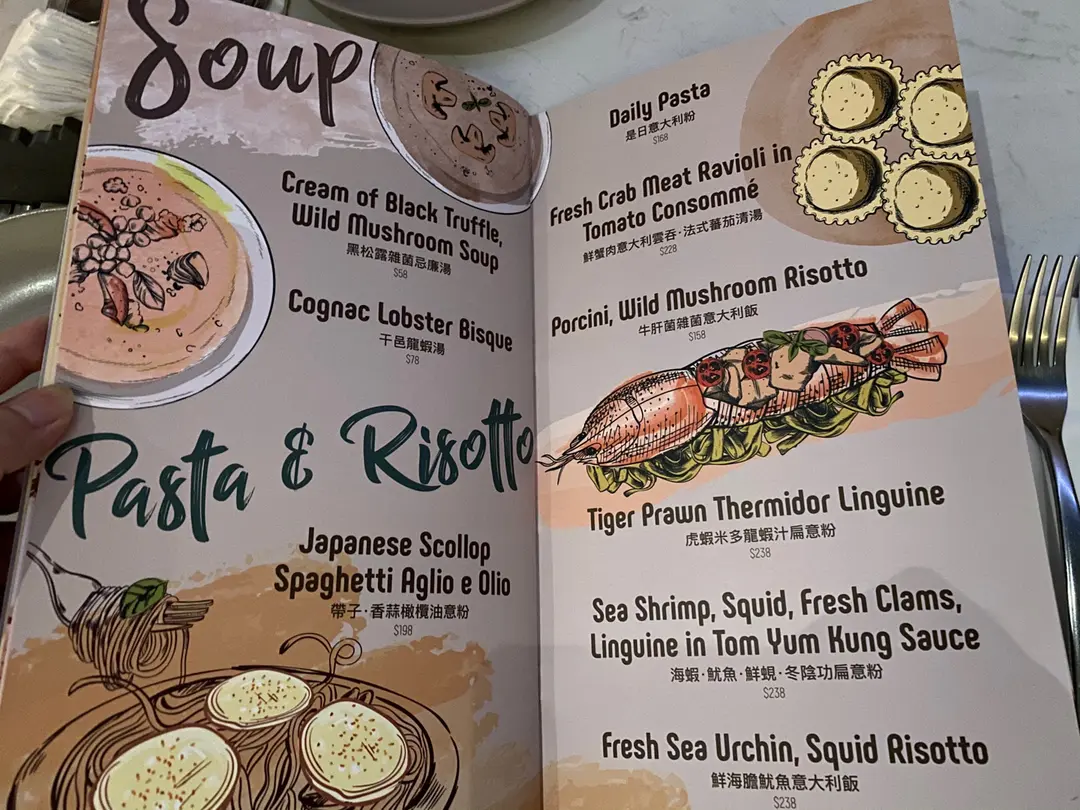 Soup
Cream of Black Truffle,
Wild Mushroom Soup
黑松露雜菌忌廉湯
$58
Cognac Lobster Bisque
干邑龍蝦湯
$78
Pasta & Risotto
Japanese Scollop
Spaghetti Aglio e Olio
帶子·香蒜橄欖油意粉
$198
Daily Pasta
是日意大利粉
$168
Fresh Crab Meat Ravioli in
Tomato Consommé
鮮蟹肉意大利雲吞·法式蕃茄清湯
$228
Porcini, Wild Mushroom Risotto
牛肝菌雜菌意大利飯
$158
Tiger Prawn Thermidor Linguine
虎蝦米多龍蝦汁扁意粉
$238
Sea Shrimp, Squid, Fresh Clams,
Linguine in Tom Yum Kung Sauce
海蝦·魷魚·鮮蜆·冬陰功扁意粉
$238
Fresh Sea Urchin, Squid Risotto
鮮海膽魷魚意大利飯
$238